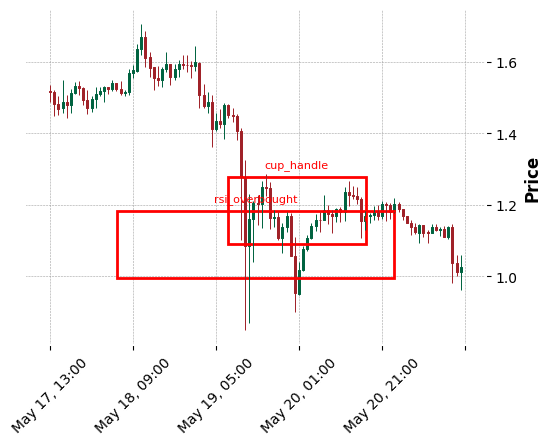 1.6
1.4
cup_handle
rsi_overbought
1.2
1.0
Price
May 17, 13:00
May 18, 09:00
May 19, 05:00
May 20, 01:00
May 20, 21:00